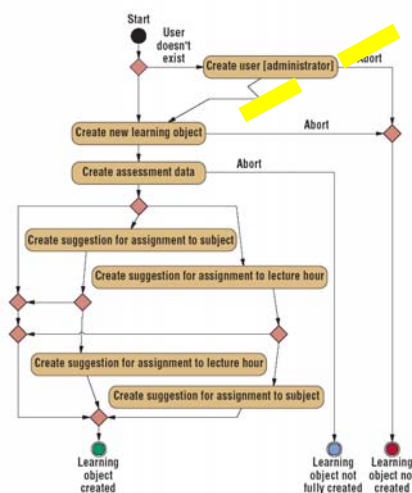 Start
User
doesn't
exist
Create user [administrator]
Abort
Create new learning object
Abort
Create assessment data
Abort
Create suggestion for assignment to subject
Create suggestion for assignment to lecture hour
Create suggestion for assignment to lecture hour
Create suggestion for assignment to subject
Learning
object
created
Learning
object not
fully created
Learning
object no
created